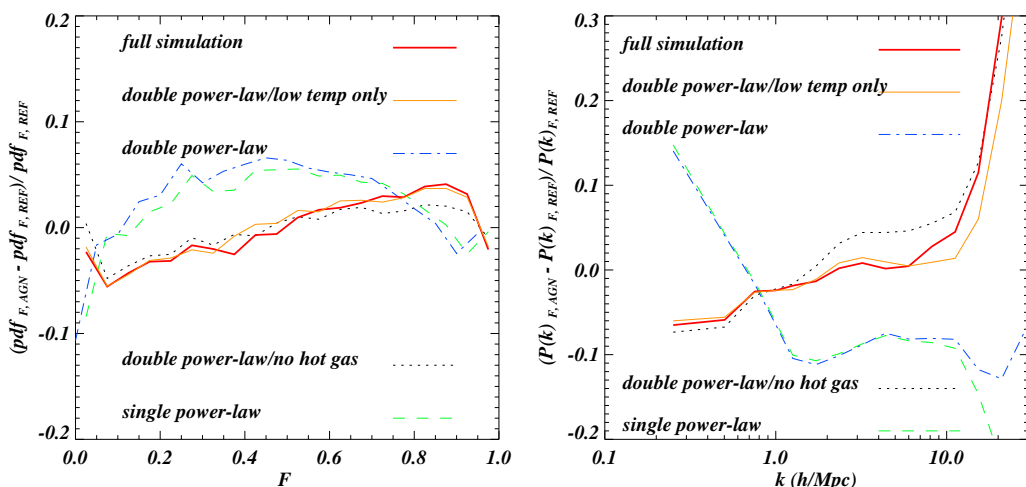 0.2
0.1
0.0
-0.1
-0.2
(pdf F,AGN - pdf F, REF)/ pdf F, REF
full simulation
double power-law/low temp only
double power-law
double power-law/no hot gas
single power-law
0.0 0.2 0.4 0.6 0.8 1.0
F
0.3
0.2
0.1
0.0
-0.1
-0.2
(P(k) F,AGN - P(k) F, REF)/ P(k)F, REF
full simulation
double power-law/low temp only
double power-law
double power-law/no hot gas
single power-law
0.1 1.0 10.0
k (h/Mpc)